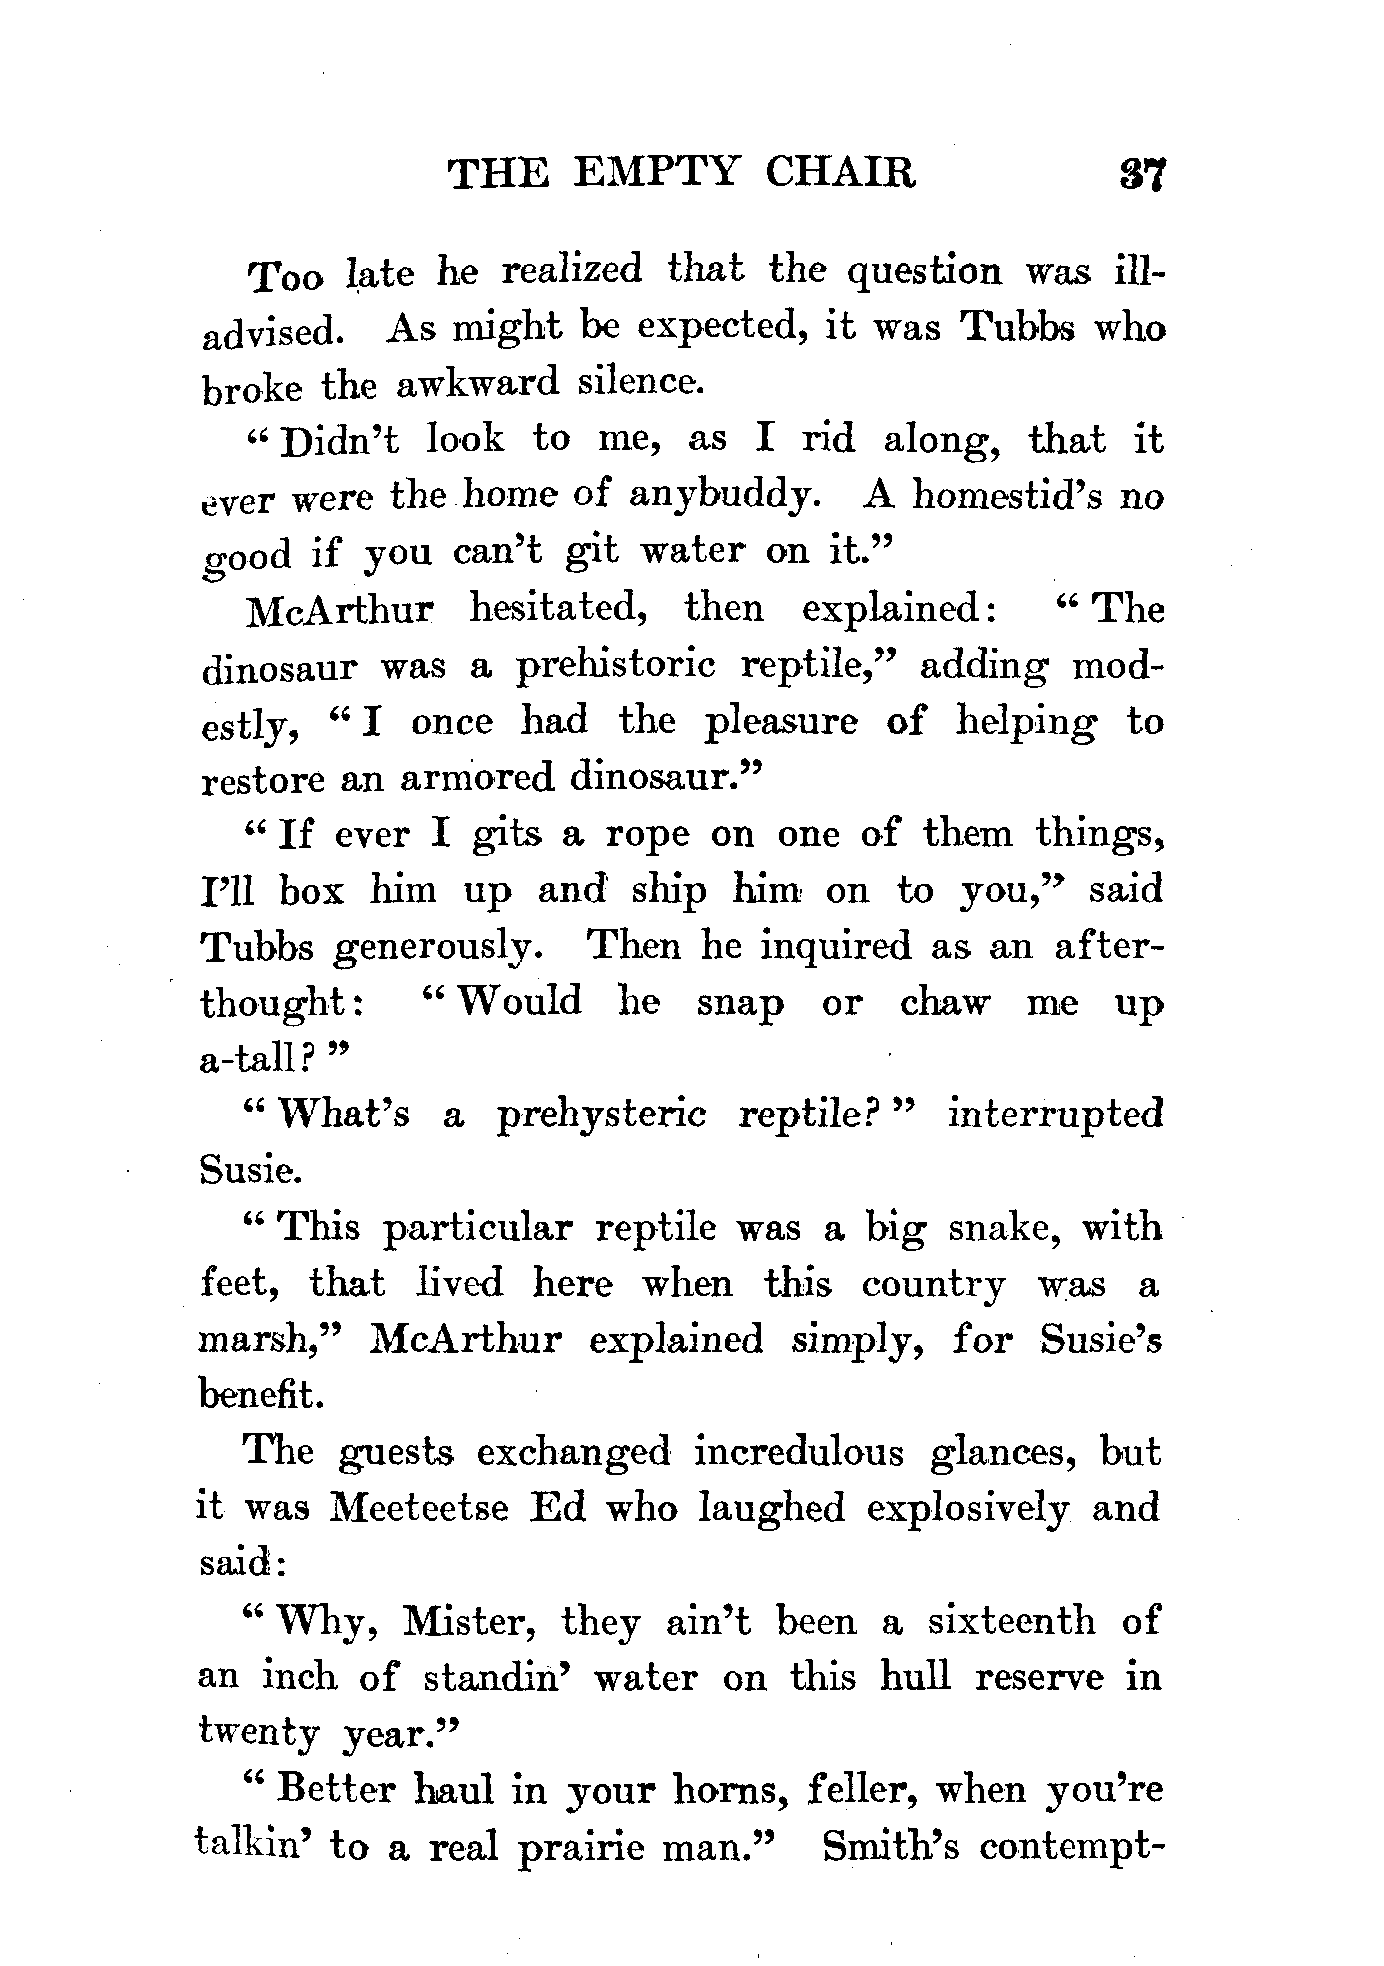 THE EMPTY CHAIR 37
Too late he realized that the question was ill-
advised. As might be expected, it was Tubbs who
broke the awkward silence.
“ Didn’t look to me, as I rid along, that it
ever were the home of anybuddy. A homestid’s no
good if you can’t git water on it.”
McArthur hesitated, then explained: “ The
dinosaur was a prehistoric reptile,” adding mod-
estly, “ I once had the pleasure of helping to
restore an armored dinosaur.”
“ If ever I gits a rope on one of them things,
I’ll box him up and ship him on to you,” said
Tubbs generously. Then he inquired as an after-
thought: “ Would he snap or chaw me up
a-tall? ”
“ What’s a prehysteric reptile? ” interrupted
Susie.
“ This particular reptile was a big snake, with
feet, that lived here when this country was a
marsh,” McArthur explained simply, for Susie’s
benefit.
The guests exchanged incredulous glances, but
it was Meeteetse Ed who laughed explosively and
said:
“ Why, Mister, they ain’t been a sixteenth of
an inch of standin’ water on this hull reserve in
twenty year.”
“ Better haul in your horns, feller, when you’re
talkin’ to a real prairie man.” Smith’s contempt-